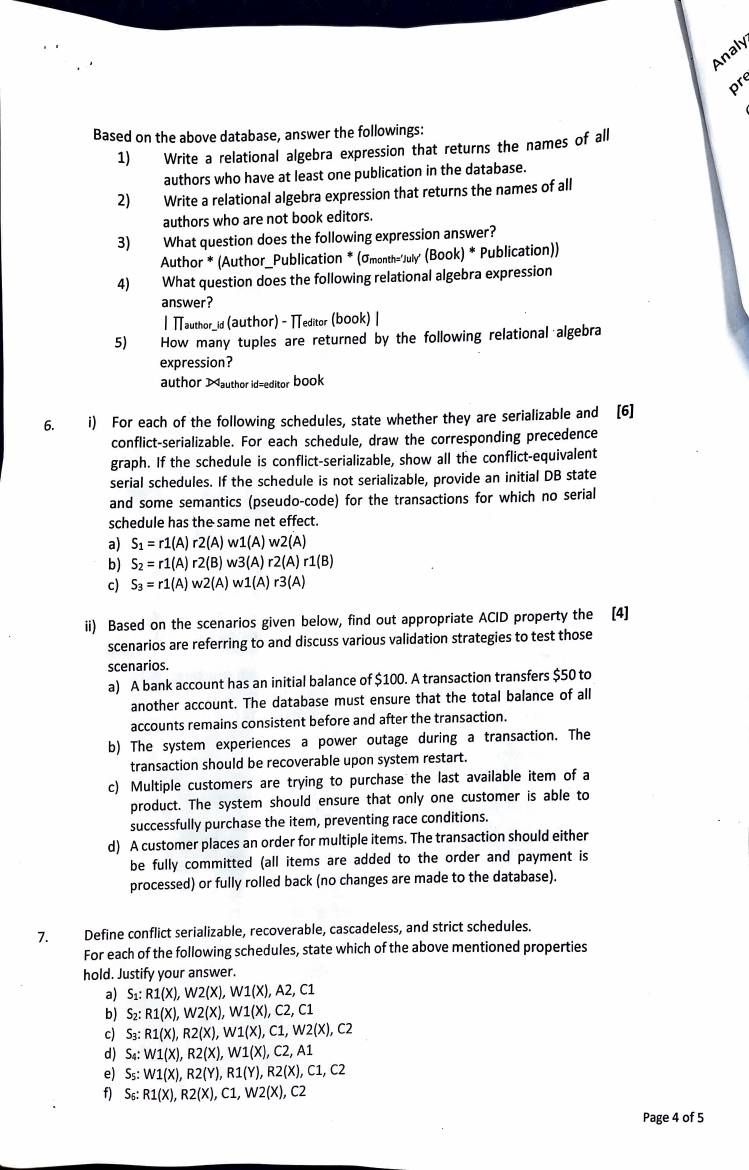 Analyz
pre
Based on the above database, answer the followings:
1) Write a relational algebra expression that returns the names of all
authors who have at least one publication in the database.
2) Write a relational algebra expression that returns the names of all
authors who are not book editors.
3) What question does the following expression answer?
Author * (Author_Publication * (σmonth='July' (Book) * Publication))
4) What question does the following relational algebra expression
answer?
| ∏author_id (author) - ∏editor (book) |
5) How many tuples are returned by the following relational algebra
expression?
author ⋈author id=editor book
6. i) For each of the following schedules, state whether they are serializable and [6]
conflict-serializable. For each schedule, draw the corresponding precedence
graph. If the schedule is conflict-serializable, show all the conflict-equivalent
serial schedules. If the schedule is not serializable, provide an initial DB state
and some semantics (pseudo-code) for the transactions for which no serial
schedule has the same net effect.
a) S1 = r1(A) r2(A) w1(A) w2(A)
b) S2 = r1(A) r2(B) w3(A) r2(A) r1(B)
c) S3 = r1(A) w2(A) w1(A) r3(A)
ii) Based on the scenarios given below, find out appropriate ACID property the [4]
scenarios are referring to and discuss various validation strategies to test those
scenarios.
a) A bank account has an initial balance of $100. A transaction transfers $50 to
another account. The database must ensure that the total balance of all
accounts remains consistent before and after the transaction.
b) The system experiences a power outage during a transaction. The
transaction should be recoverable upon system restart.
c) Multiple customers are trying to purchase the last available item of a
product. The system should ensure that only one customer is able to
successfully purchase the item, preventing race conditions.
d) A customer places an order for multiple items. The transaction should either
be fully committed (all items are added to the order and payment is
processed) or fully rolled back (no changes are made to the database).
7. Define conflict serializable, recoverable, cascadeless, and strict schedules.
For each of the following schedules, state which of the above mentioned properties
hold. Justify your answer.
a) S1: R1(X), W2(X), W1(X), A2, C1
b) S2: R1(X), W2(X), W1(X), C2, C1
c) S3: R1(X), R2(X), W1(X), C1, W2(X), C2
d) S4: W1(X), R2(X), W1(X), C2, A1
e) S5: W1(X), R2(Y), R1(Y), R2(X), C1, C2
f) S6: R1(X), R2(X), C1, W2(X), C2
Page 4 of 5